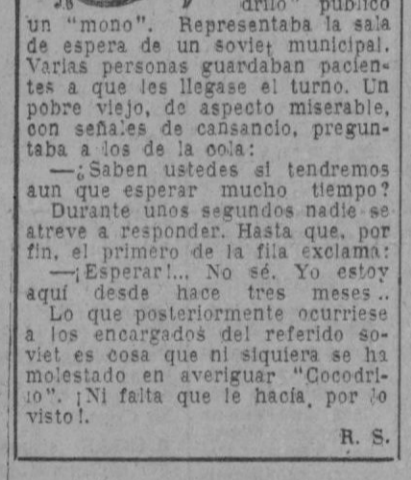 drilo" publicó
un "mono". Representaba la sala
de espera de un soviet municipal.
Varias personas guardaban pacien-
tes a que les llegase el turno. Un
pobre viejo, de aspecto miserable,
con señales de cansancio, pregun-
taba a los de la cola:
—¿Saben ustedes si tendremos
aun que esperar mucho tiempo?
Durante unos segundos nadie se
atreve a responder. Hasta que, por
fin, el primero de la fila exclama:
—¡Esperar!... No sé. Yo estoy
aquí desde hace tres meses..
Lo que posteriormente ocurriese
a los encargados del referido so-
viet es cosa que ni siquiera se ha
molestado en averiguar "Cocodri-
lo". ¡Ni falta que le hacía, por lo
visto!.
R. S.